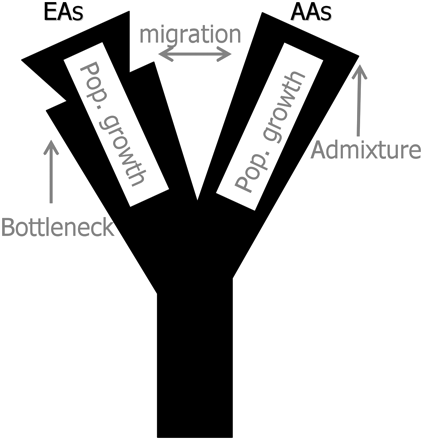 EAs
AAs
migration
Pop. growth
Pop. growth
Admixture
Bottleneck